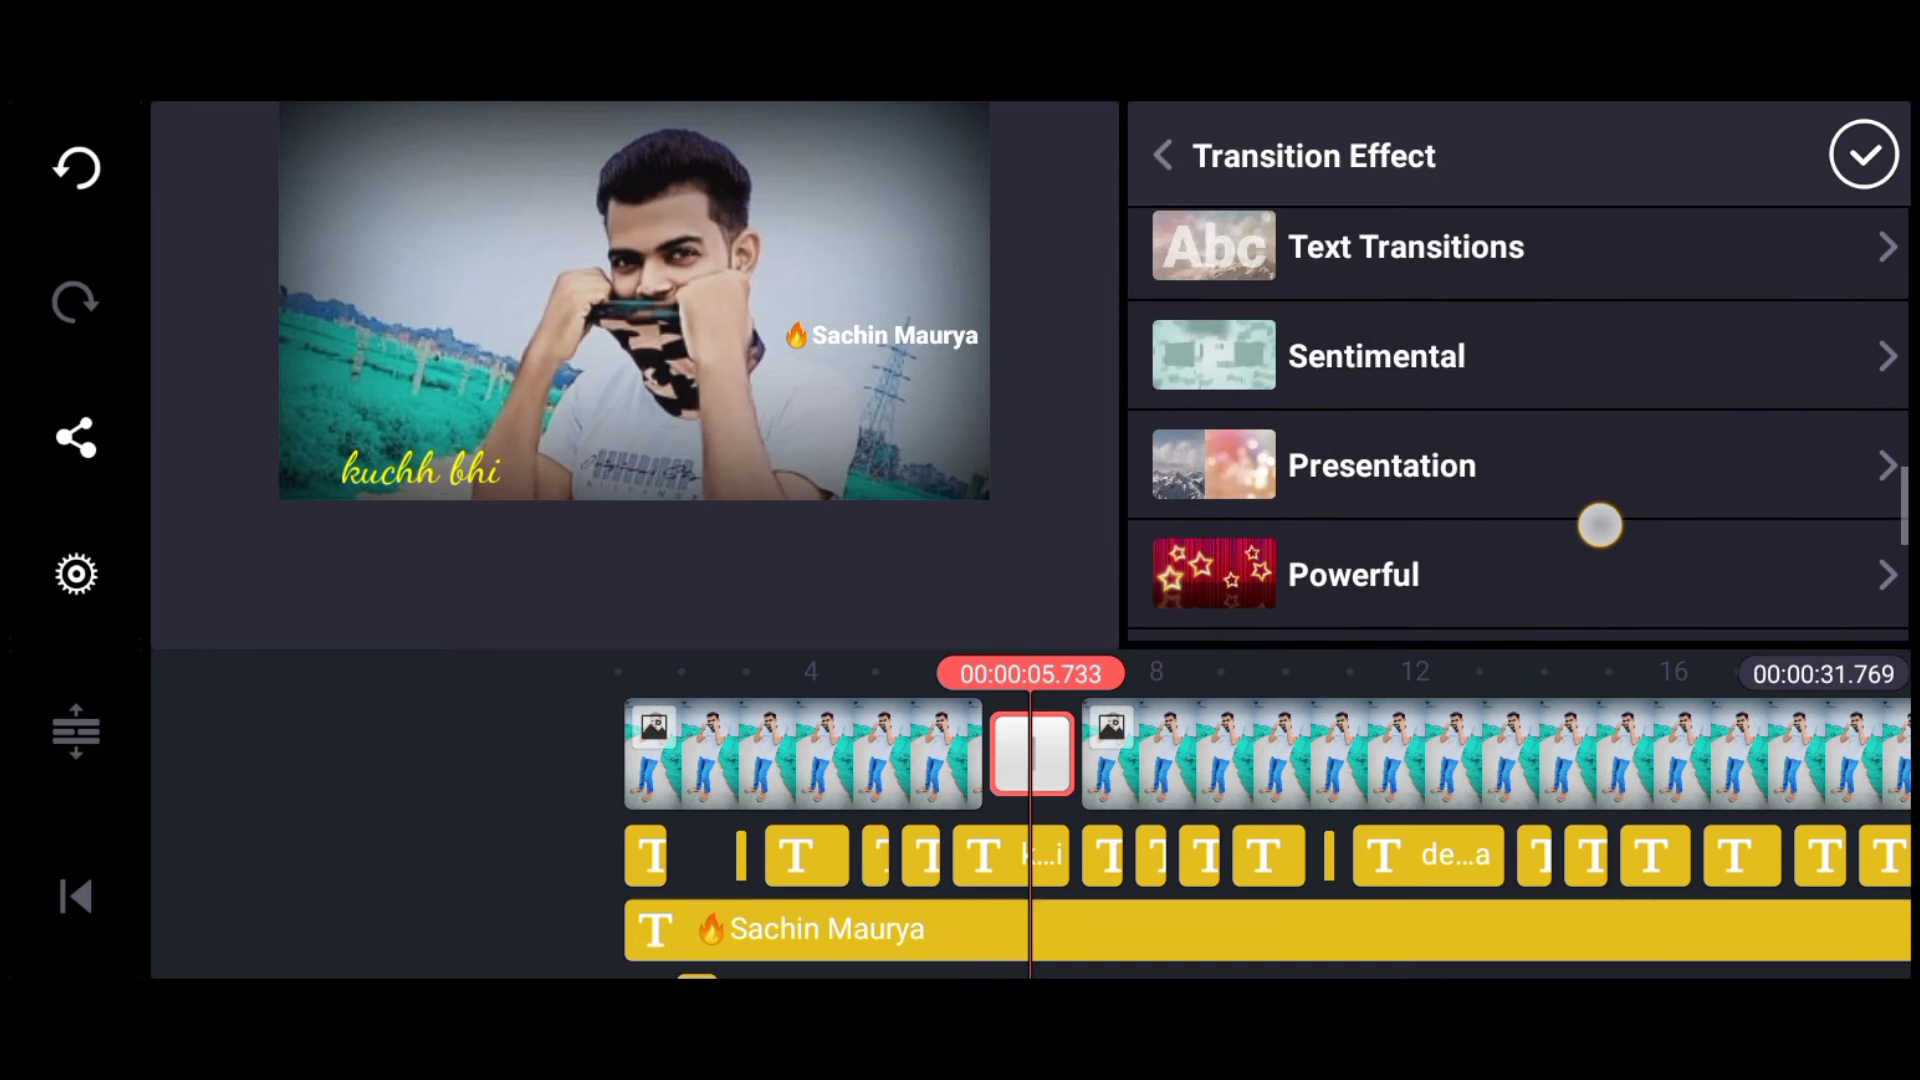 Transition Effect
Abc
Text Transitions
Sentimental
Presentation
Powerful
🔥Sachin Maurya
kuchh bhi
4
00:00:05.733
8
12
16
00:00:31.769
T
T
T
T
T
k...i
T
T
T
T
T
de...a
T
T
T
T
T
T
T
🔥Sachin Maurya